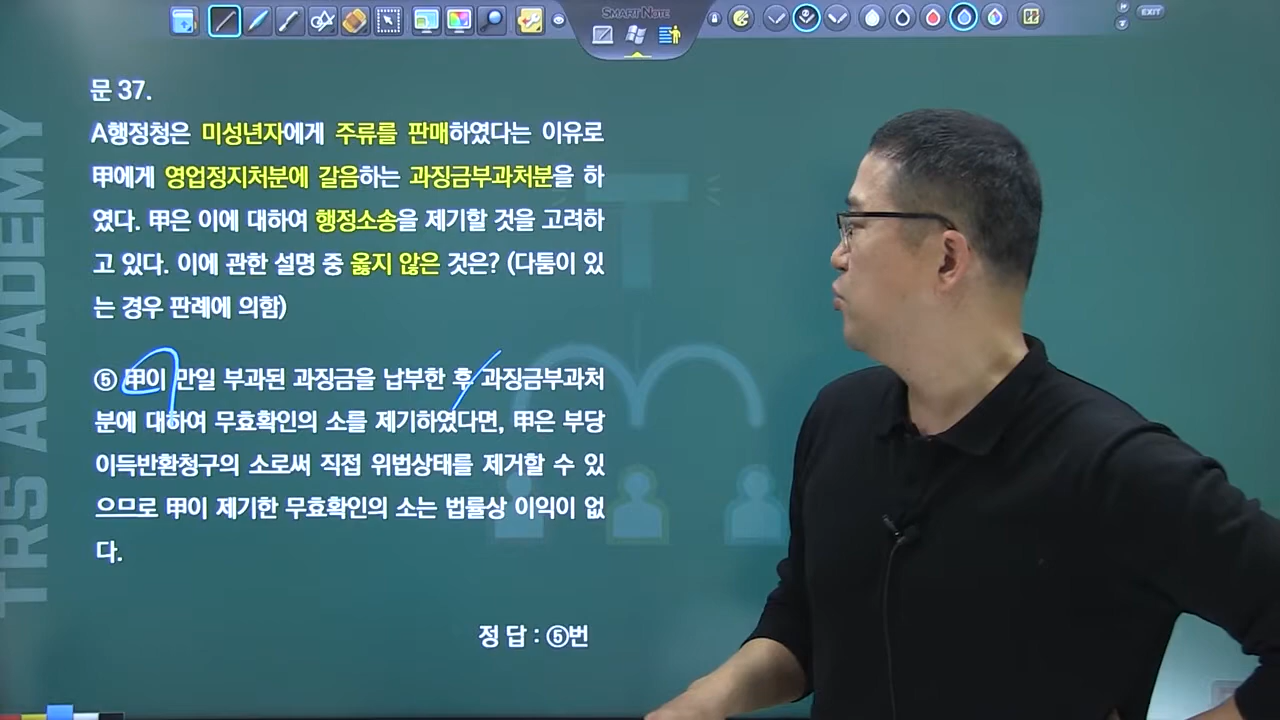 SMARTNOTE
EXIT
문 37.
A행정청은 미성년자에게 주류를 판매하였다는 이유로
甲에게 영업정지처분에 갈음하는 과징금부과처분을 하
였다. 甲은 이에 대하여 행정소송을 제기할 것을 고려하
고 있다. 이에 관한 설명 중 옳지 않은 것은? (다툼이 있
는 경우 판례에 의함)
⑤ 甲이 만일 부과된 과징금을 납부한 후 과징금부과처
분에 대하여 무효확인의 소를 제기하였다면, 甲은 부당
이득반환청구의 소로써 직접 위법상태를 제거할 수 있
으므로 甲이 제기한 무효확인의 소는 법률상 이익이 없
다.
정 답 : ⑤번
TRS ACADEMY